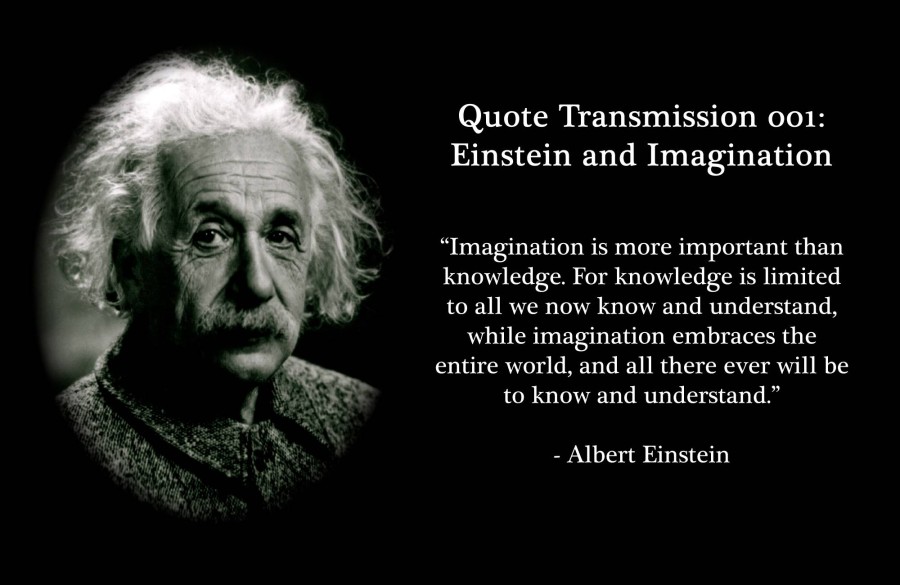 Quote Transmission 001:
Einstein and Imagination
“Imagination is more important than
knowledge. For knowledge is limited
to all we now know and understand,
while imagination embraces the
entire world, and all there ever will be
to know and understand.”
- Albert Einstein